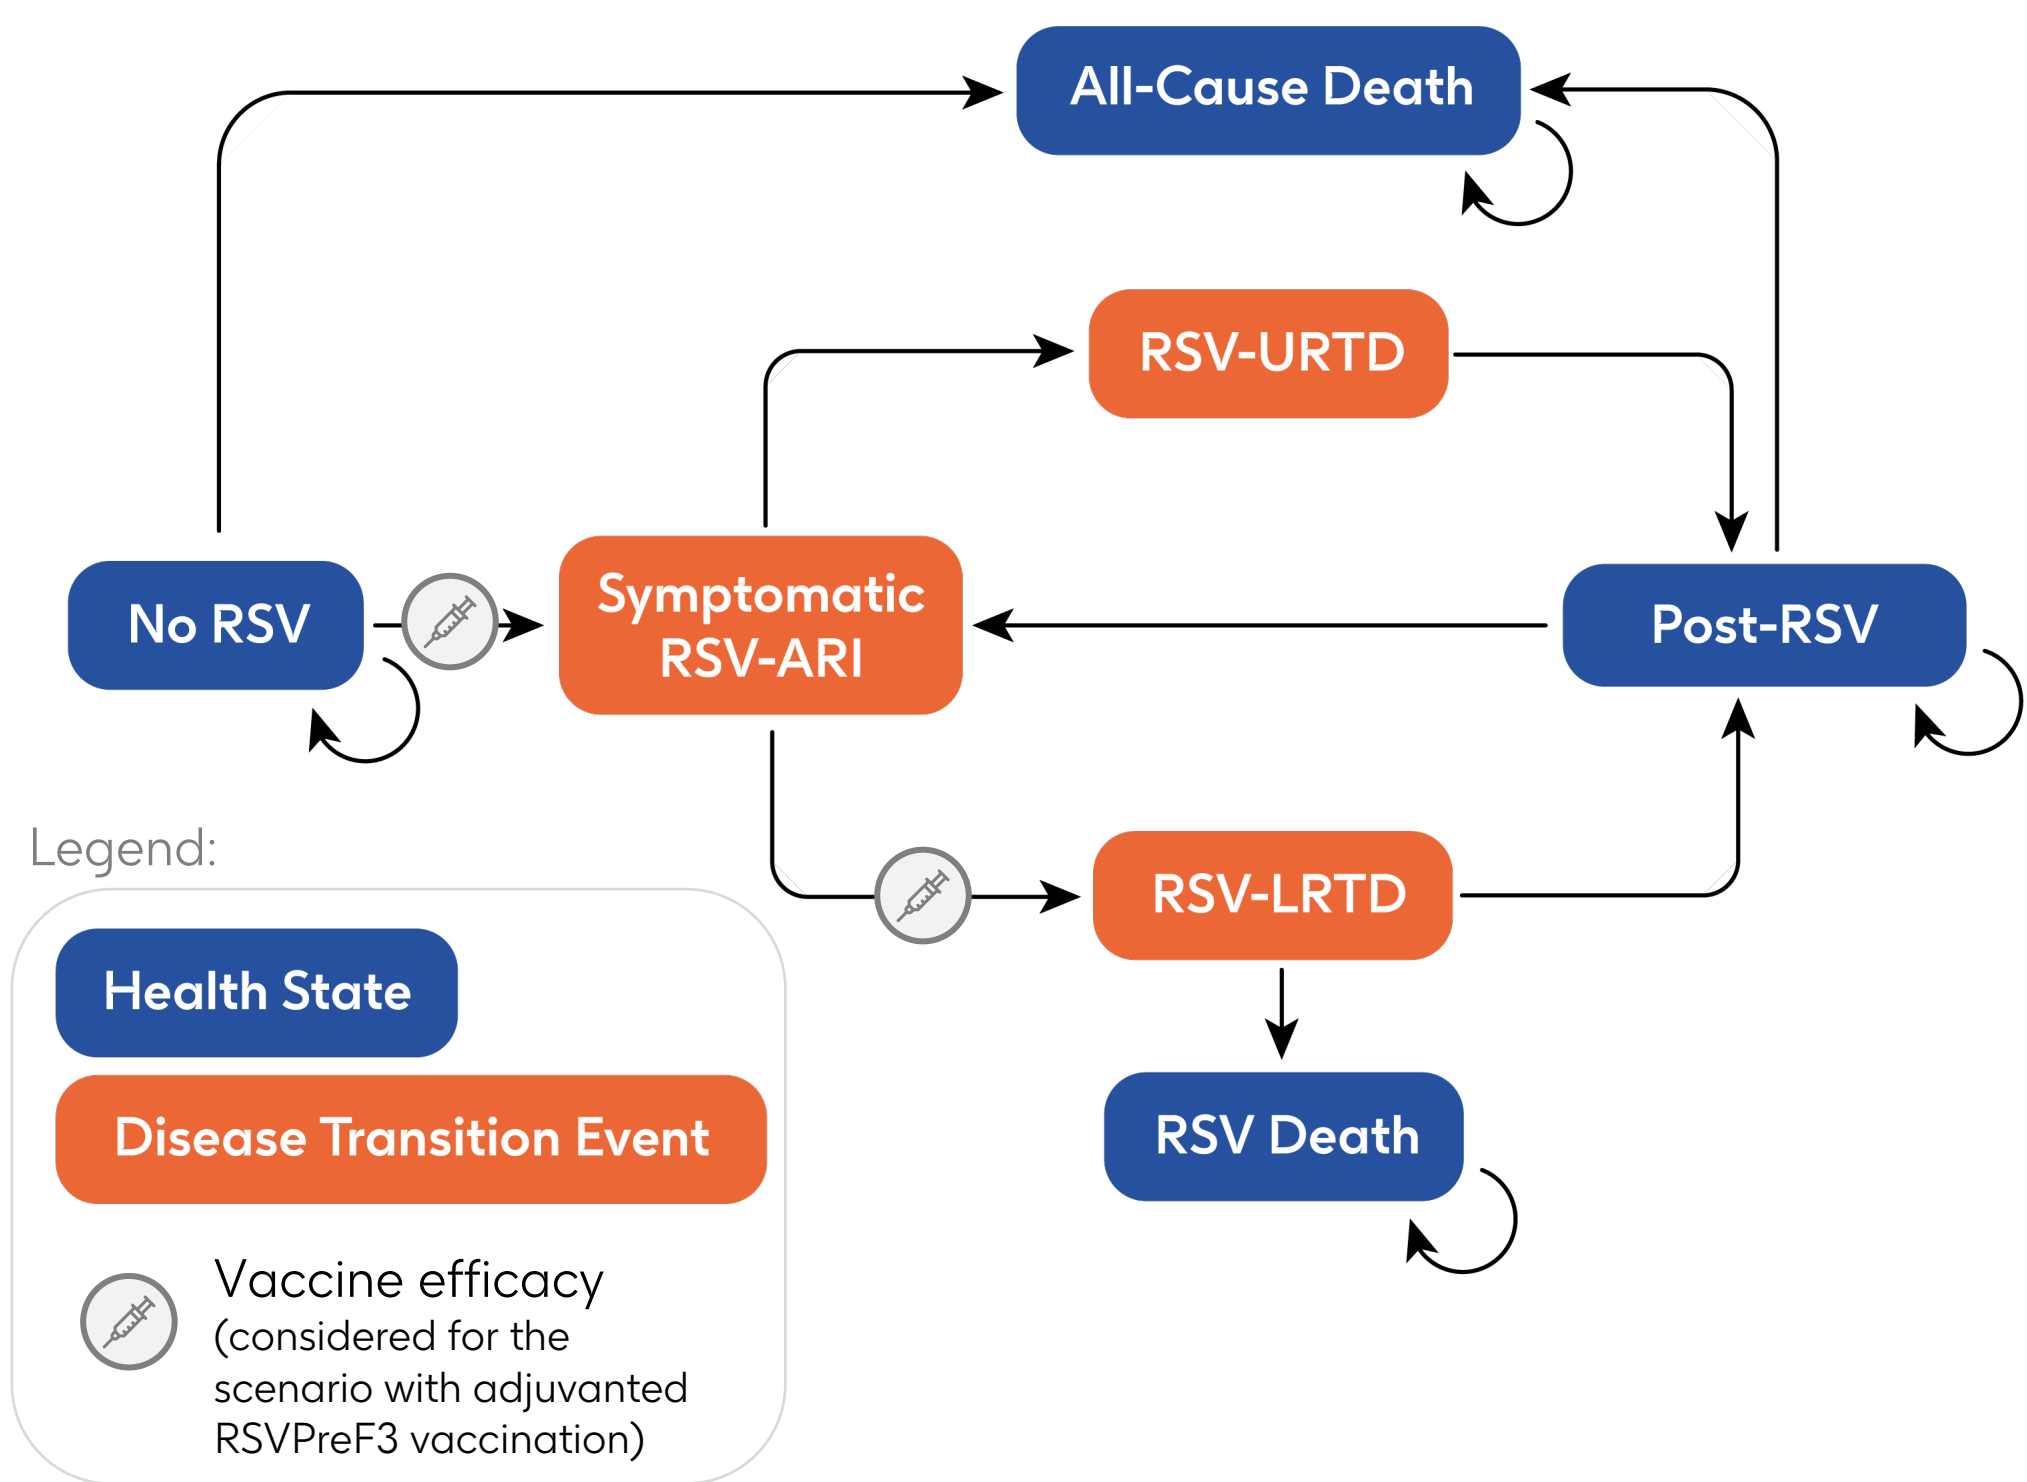 All-Cause Death
RSV-URTD
No RSV
Symptomatic
RSV-ARI
Post-RSV
RSV-LRTD
RSV Death
Legend:
Health State
Disease Transition Event
Vaccine efficacy
(considered for the
scenario with adjuvanted
RSVPreF3 vaccination)